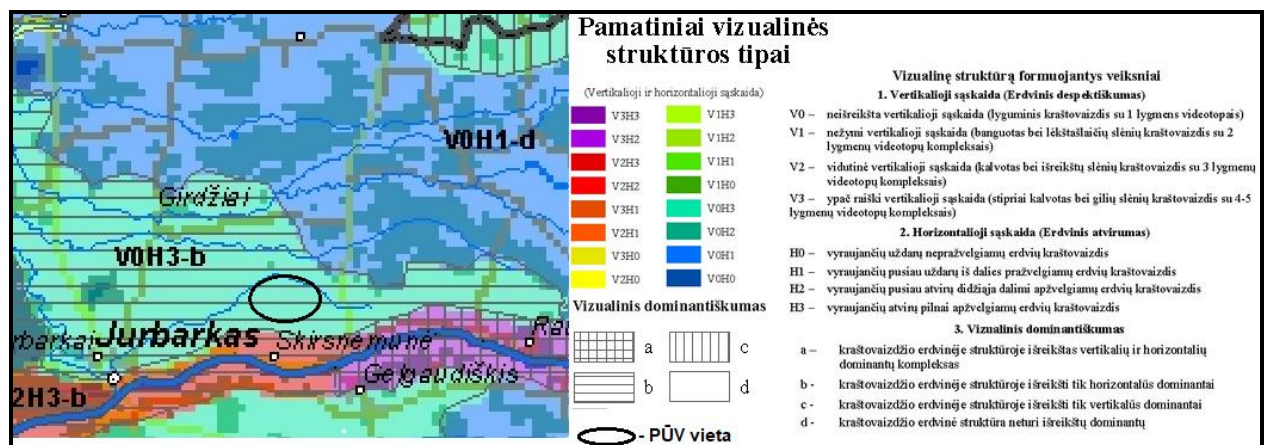 V0H1-d
Girdžiai
V0H3-b
Jurbarkas
Skirsnemunė
Gelgaudiškis
2H3-b
Pamatiniai vizualinės
struktūros tipai
(Vertikalioji ir horizontalioji sąskaida)
V3H3 V1H3
V3H2 V1H2
V2H3 V1H1
V2H2 V1H0
V3H1 V0H3
V2H1 V0H2
V3H0 V0H1
V2H0 V0H0
Vizualinis dominantiškumas
a c
b d
- PŪV vieta
Vizualinę struktūrą formuojantys veiksniai
1. Vertikalioji sąskaida (Erdvinis despektiškumas)
V0 – neišreikšta vertikalioji sąskaida (lyguminis kraštovaizdis su 1 lygmens videotopais)
V1 – nežymi vertikalioji sąskaida (banguotas bei lėkštašlaičių slėnių kraštovaizdis su 2
lygmenų videotopų kompleksais)
V2 – vidutinė vertikalioji sąskaida (kalvotas bei išreikštų slėnių kraštovaizdis su 3 lygmenų
videotopų kompleksais)
V3 – ypač raiški vertikalioji sąskaida (stipriai kalvotas bei gilių slėnių kraštovaizdis su 4-5
lygmenų videotopų kompleksais)
2. Horizontalioji sąskaida (Erdvinis atvirumas)
H0 – vyraujančių uždarų nepražvelgiamų erdvių kraštovaizdis
H1 – vyraujančių pusiau uždarų iš dalies pražvelgiamų erdvių kraštovaizdis
H2 – vyraujančių pusiau atvirų didžiąja dalimi apžvelgiamų erdvių kraštovaizdis
H3 – vyraujančių atvirų pilnai apžvelgiamų erdvių kraštovaizdis
3. Vizualinis dominantiškumas
a – kraštovaizdžio erdvinėje struktūroje išreikštas vertikalių ir horizontalių
dominantų kompleksas
b - kraštovaizdžio erdvinėje struktūroje išreikšti tik horizontalūs dominantai
c - kraštovaizdžio erdvinėje struktūroje išreikšti tik vertikalūs dominantai
d - kraštovaizdžio erdvinė struktūra neturi išreikštų dominantų